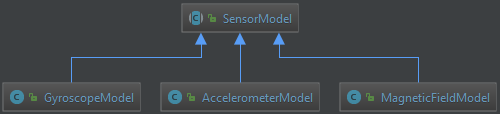 C SensorModel
C GyroscopeModel
C AccelerometerModel
C MagneticFieldModel